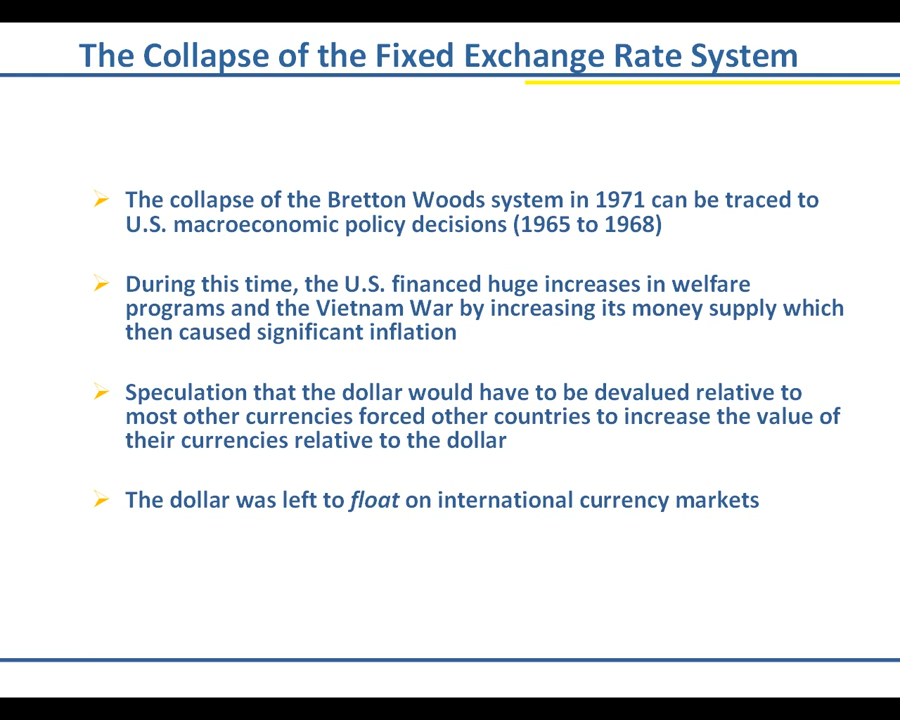 The Collapse of the Fixed Exchange Rate System
The collapse of the Bretton Woods system in 1971 can be traced to
U.S. macroeconomic policy decisions (1965 to 1968)
During this time, the U.S. financed huge increases in welfare
programs and the Vietnam War by increasing its money supply which
then caused significant inflation
Speculation that the dollar would have to be devalued relative to
most other currencies forced other countries to increase the value of
their currencies relative to the dollar
The dollar was left to float on international currency markets